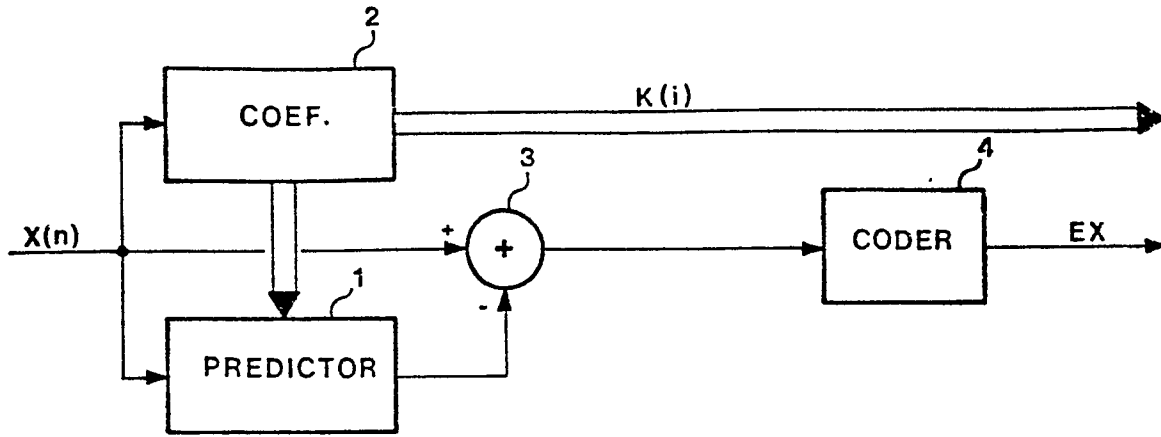 2
COEF.
K(i)
3
4
X(n)
+
+
CODER
EX
1
-
PREDICTOR